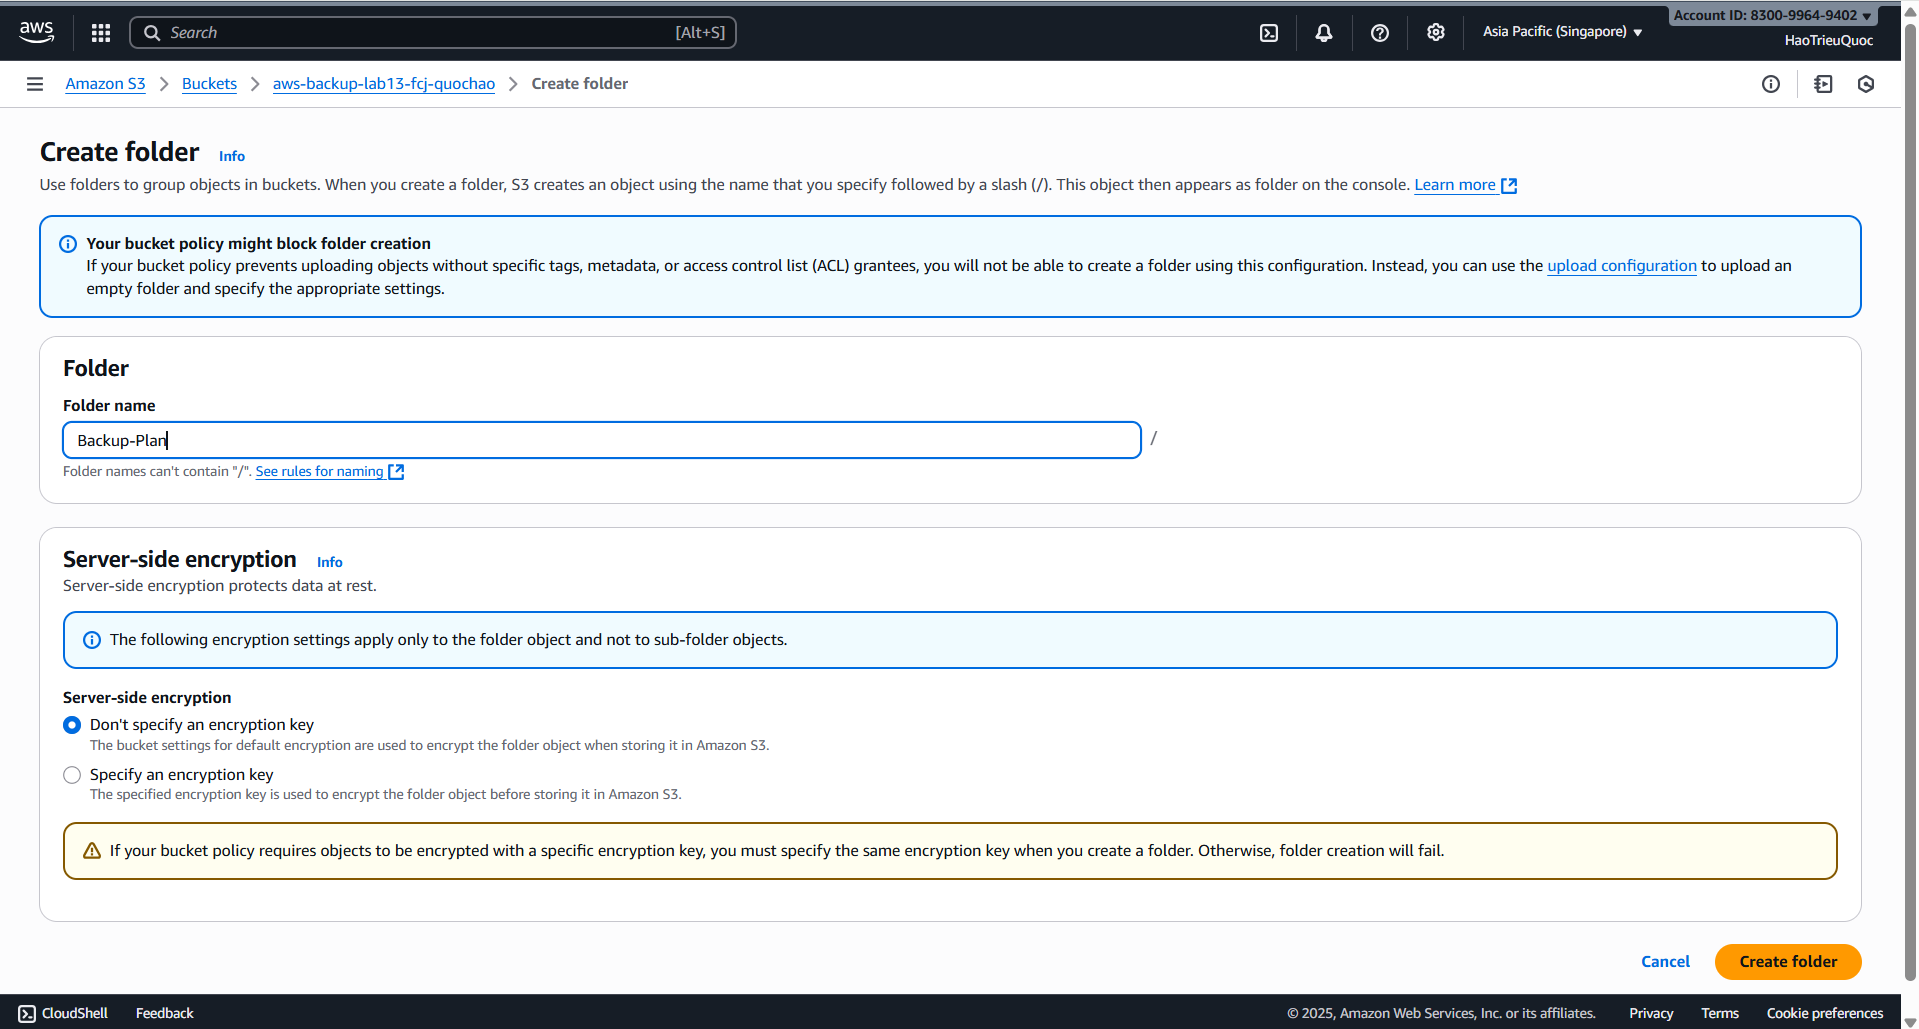 aws
Search
[Alt+S]
Asia Pacific (Singapore)
Account ID: 8300-9964-9402
HaoTrieuQuoc
Amazon S3
Buckets
aws-backup-lab13-fcj-quochao
Create folder
Create folder
Info
Use folders to group objects in buckets. When you create a folder, S3 creates an object using the name that you specify followed by a slash (/). This object then appears as folder on the console. Learn more
Your bucket policy might block folder creation
If your bucket policy prevents uploading objects without specific tags, metadata, or access control list (ACL) grantees, you will not be able to create a folder using this configuration. Instead, you can use the upload configuration to upload an
empty folder and specify the appropriate settings.
Folder
Folder name
Backup-Plan
/
Folder names can't contain "/". See rules for naming
Server-side encryption
Info
Server-side encryption protects data at rest.
The following encryption settings apply only to the folder object and not to sub-folder objects.
Server-side encryption
Don't specify an encryption key
The bucket settings for default encryption are used to encrypt the folder object when storing it in Amazon S3.
Specify an encryption key
The specified encryption key is used to encrypt the folder object before storing it in Amazon S3.
If your bucket policy requires objects to be encrypted with a specific encryption key, you must specify the same encryption key when you create a folder. Otherwise, folder creation will fail.
Cancel
Create folder
CloudShell
Feedback
© 2025, Amazon Web Services, Inc. or its affiliates.
Privacy
Terms
Cookie preferences